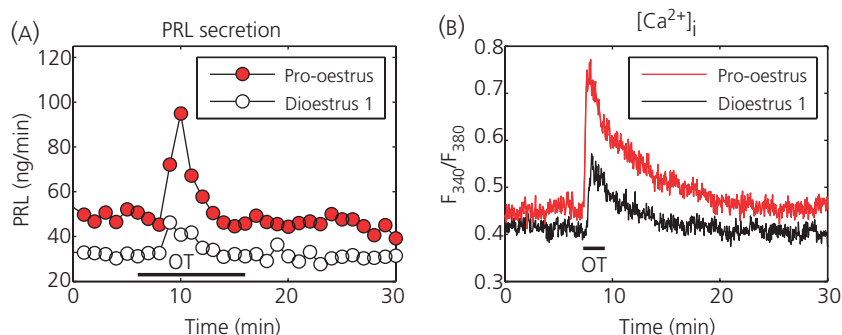 (A)
PRL secretion
120
100
80
60
40
20
PRL (ng/min)
Pro-oestrus
Dioestrus 1
OT
0
10
20
30
Time (min)
(B)
[Ca²⁺]ᵢ
0.8
0.7
0.6
0.5
0.4
0.3
F₃₄₀/F₃₈₀
Pro-oestrus
Dioestrus 1
OT
0
10
20
30
Time (min)